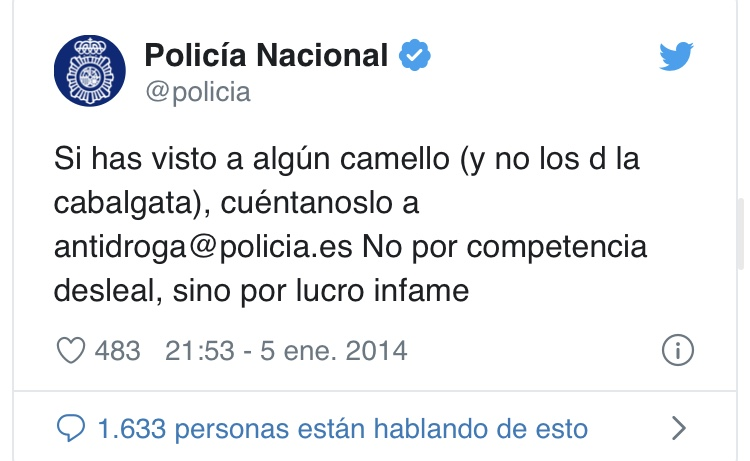 Policía Nacional
@policia
Si has visto a algún camello (y no los d la
cabalgata), cuéntanoslo a
antidroga@policia.es No por competencia
desleal, sino por lucro infame
483 21:53 - 5 ene. 2014
1.633 personas están hablando de esto